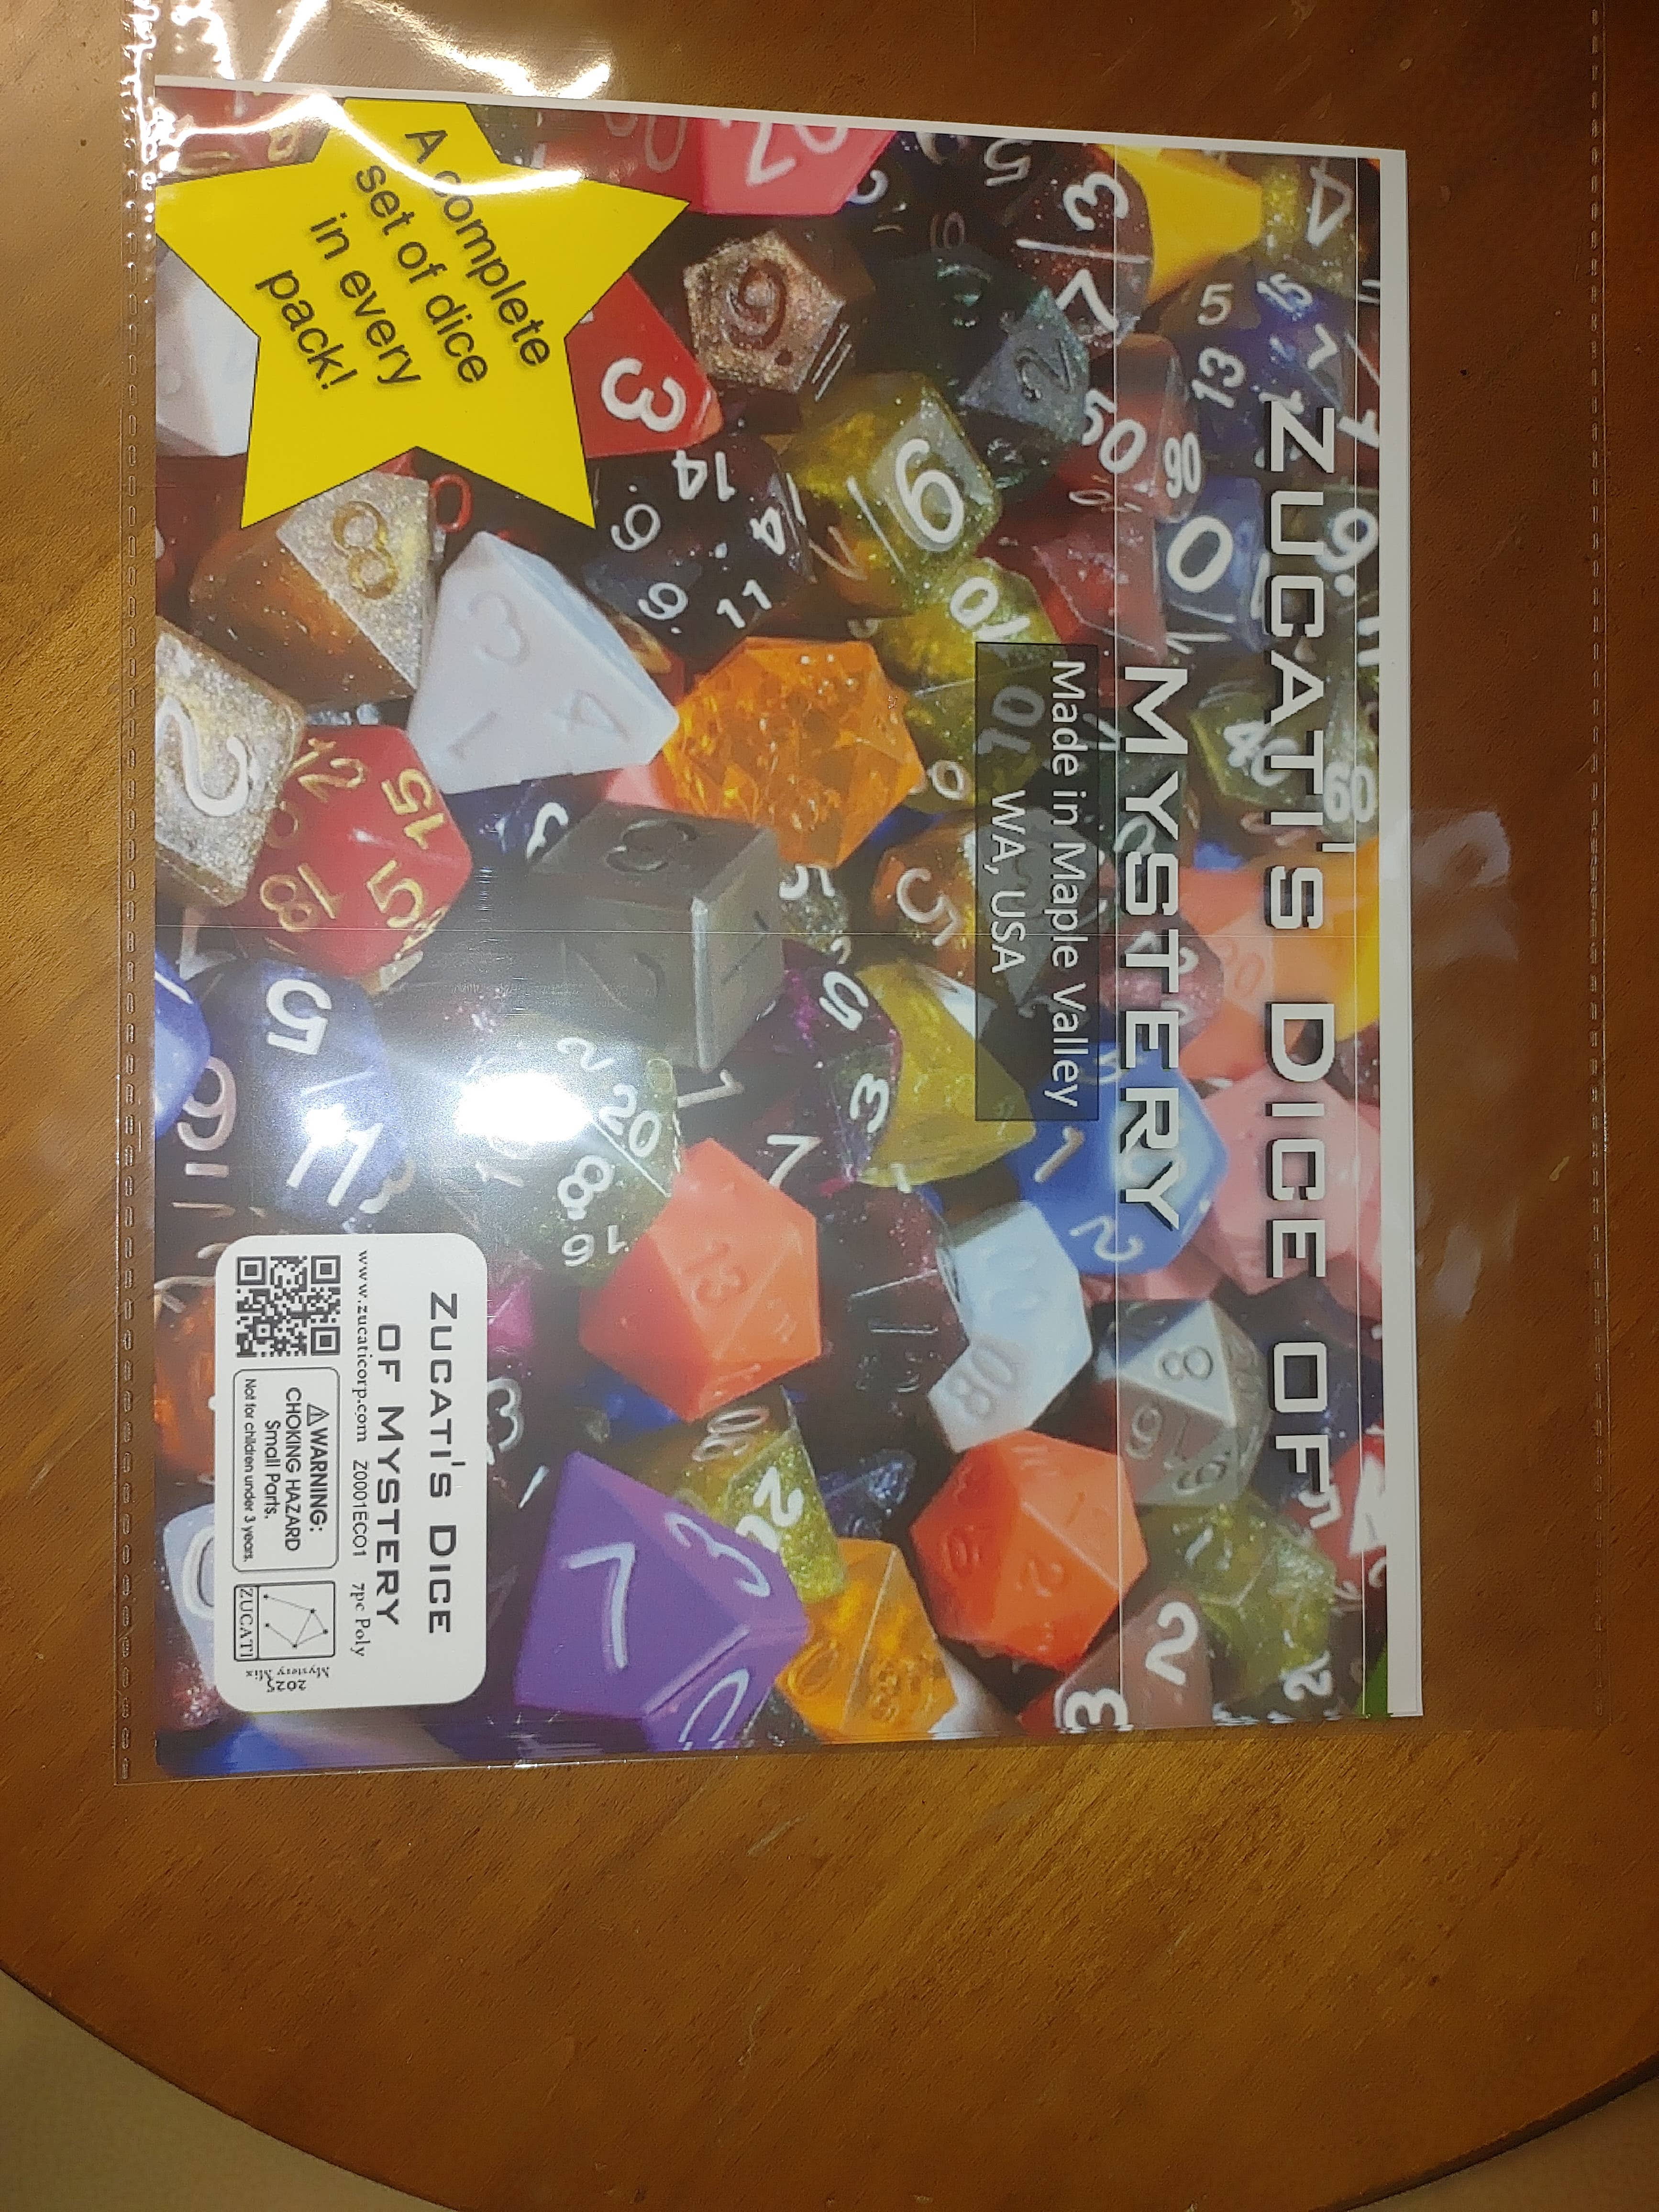 ZUCATI'S DICE OF
MYSTERY
Made in Maple Valley
WA, USA
A complete
set of dice
in every
pack!
ZUCATI'S DICE
OF MYSTERY
www.zucaticorp.com Z0001ECO1 7pc Poly
⚠WARNING:
CHOKING HAZARD
Small Parts.
Not for children under 3 years.
ZUCATI
2025
Mystery Mix